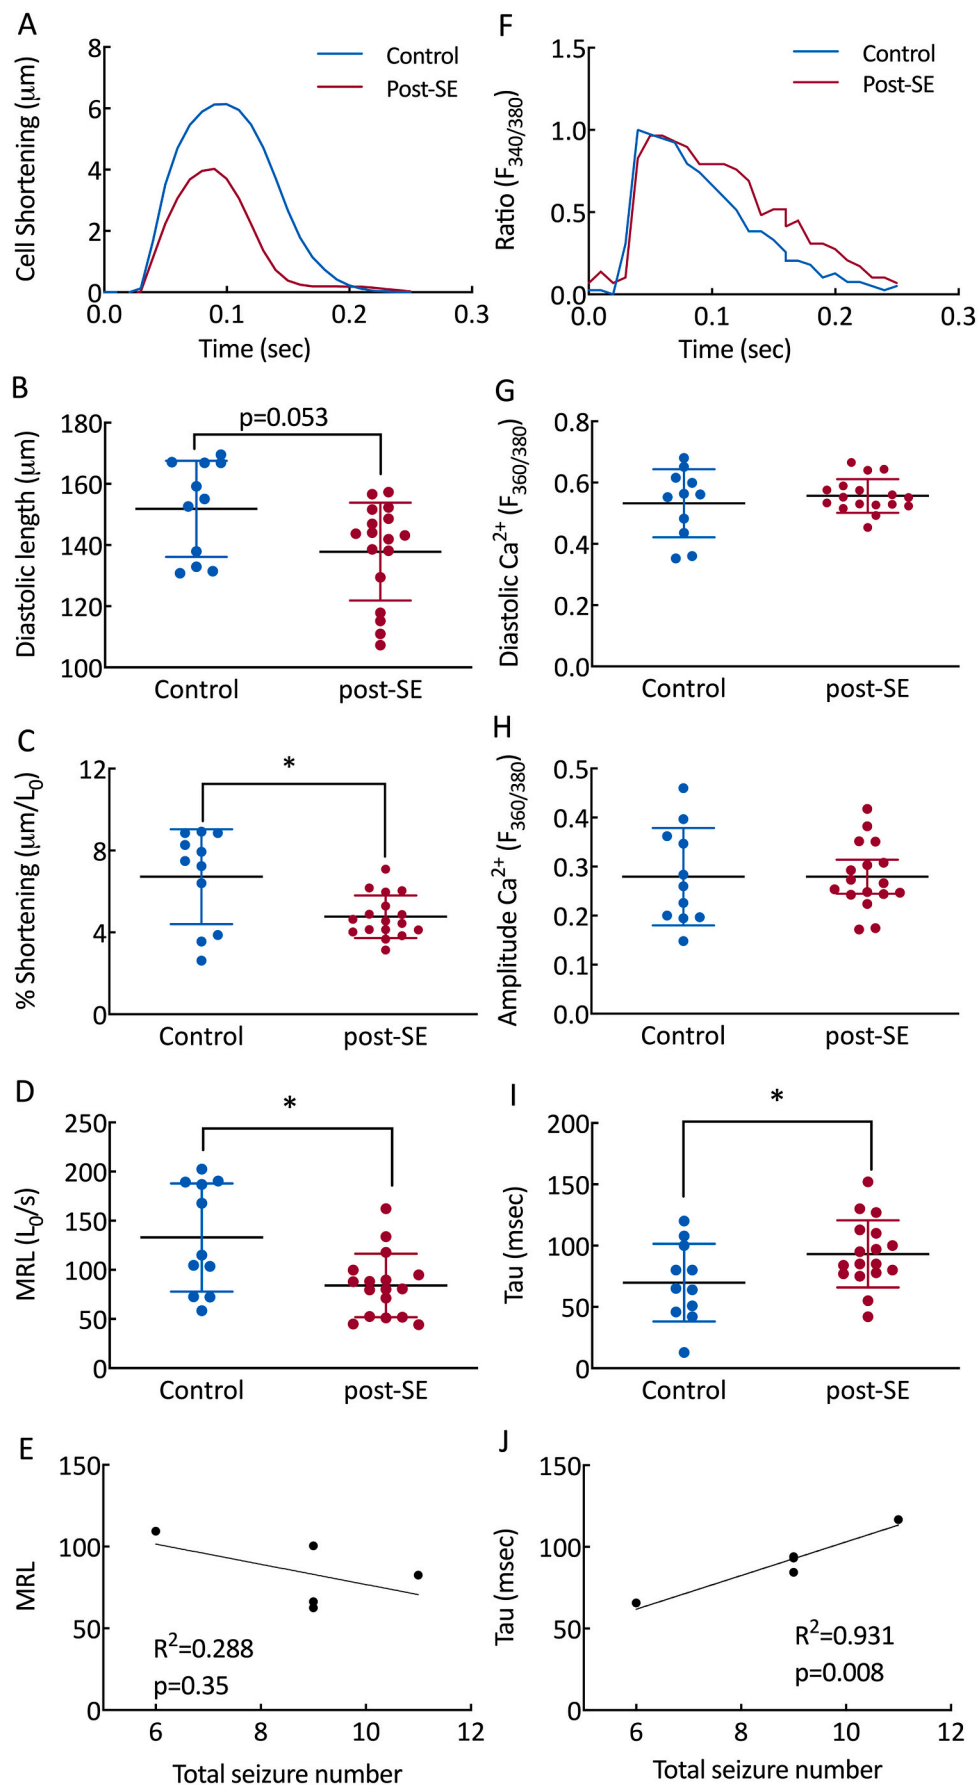 A
Cell Shortening (μm)
8
6
4
2
0
0.0 0.1 0.2 0.3
Time (sec)
Control
Post-SE
F
Ratio (F340/380)
1.5
1.0
0.5
0.0
0.0 0.1 0.2 0.3
Time (sec)
Control
Post-SE
B
Diastolic length (μm)
180
160
140
120
100
p=0.053
Control post-SE
G
Diastolic Ca2+ (F360/380)
0.8
0.6
0.4
0.2
0.0
Control post-SE
C
% Shortening (μm/L0)
12
8
4
0
*
Control post-SE
H
Amplitude Ca2+ (F360/380)
0.5
0.4
0.3
0.2
0.1
0.0
Control post-SE
D
MRL (L0/s)
250
200
150
100
50
0
*
Control post-SE
I
Tau (msec)
200
150
100
50
0
*
Control post-SE
E
MRL
150
100
50
0
R2=0.288
p=0.35
6 8 10 12
Total seizure number
J
Tau (msec)
150
100
50
0
R2=0.931
p=0.008
6 8 10 12
Total seizure number